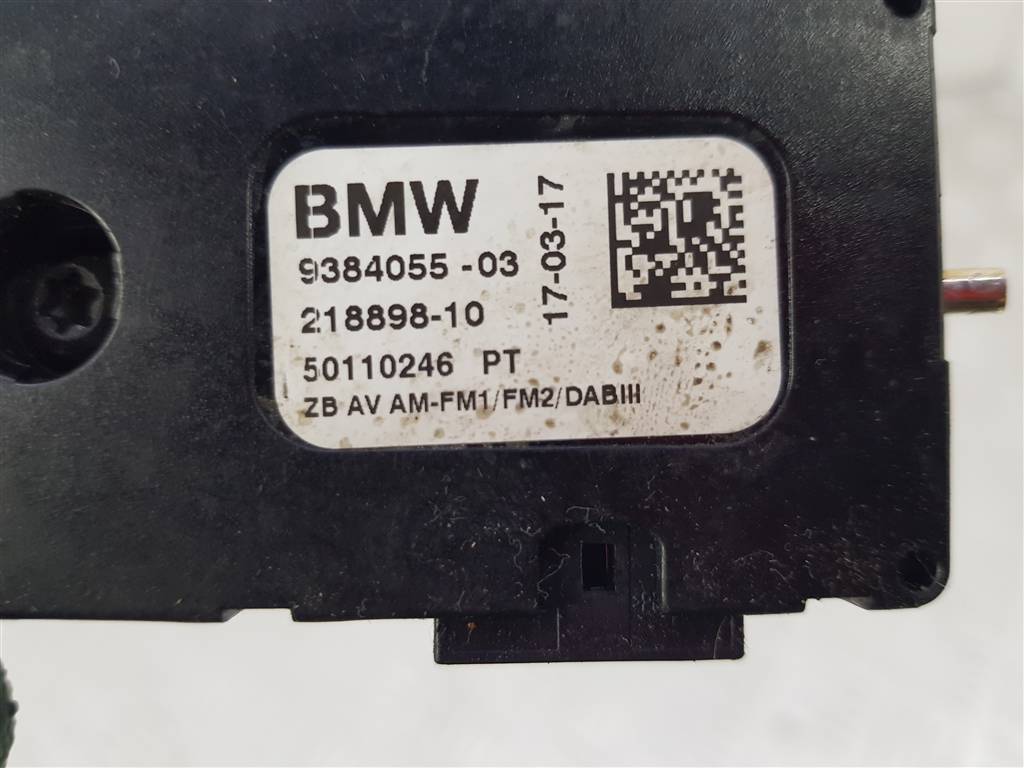 BMW
9384055-03
218898-10
50110246 PT
ZB AV AM-FM1/FM2/DABIII
17-03-17